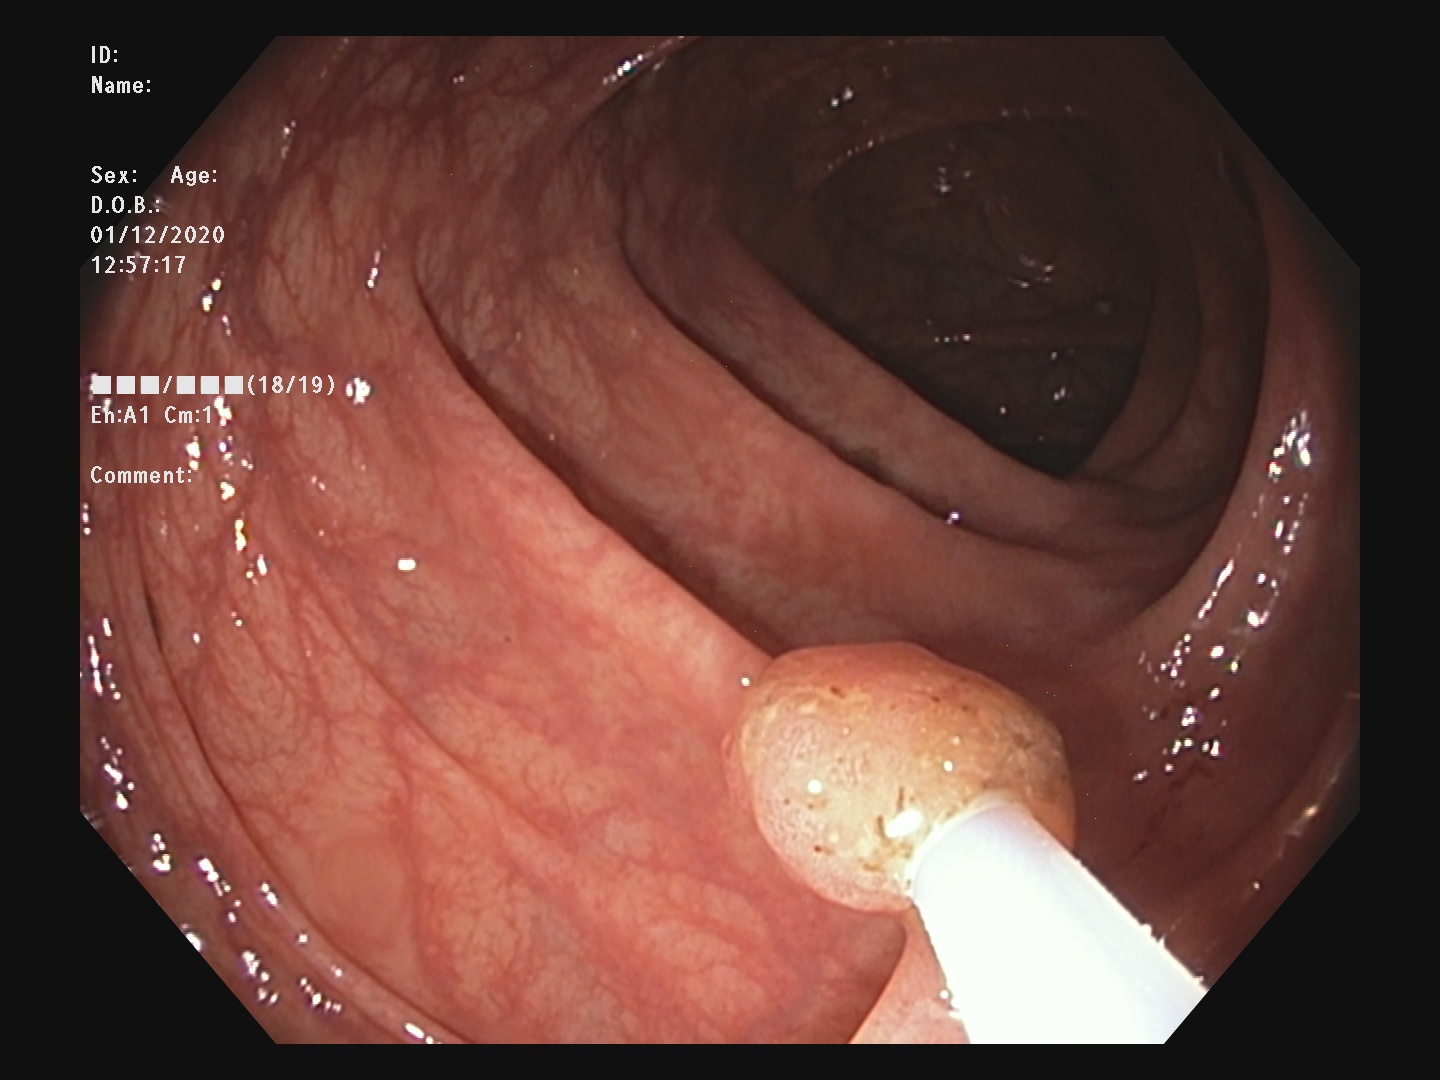 ID:
Name:
Sex: Age:
D.O.B.:
01/12/2020
12:57:17
■■■/■■■(18/19)
Eh:A1 Cm:1
Comment: